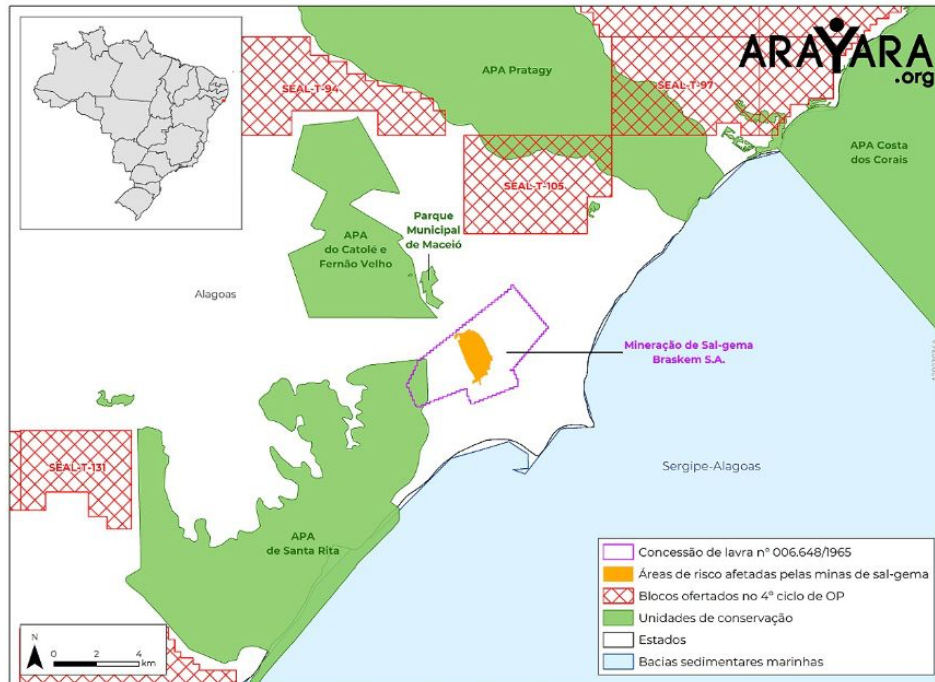 ARAYARA
.org
APA Pratagy
SEAL-T-94
SEAL-T-97
APA Costa
dos Corais
SEAL-T-105
Parque
Municipal
de Maceió
APA
do Catolé e
Fernão Velho
Alagoas
Mineração de Sal-gema
Braskem S.A.
SEAL-T-131
Sergipe-Alagoas
APA
de Santa Rita
Concessão de lavra n° 006.648/1965
Áreas de risco afetadas pelas minas de sal-gema
Blocos ofertados no 4° ciclo de OP
Unidades de conservação
Estados
Bacias sedimentares marinhas
N
0 2 4
km